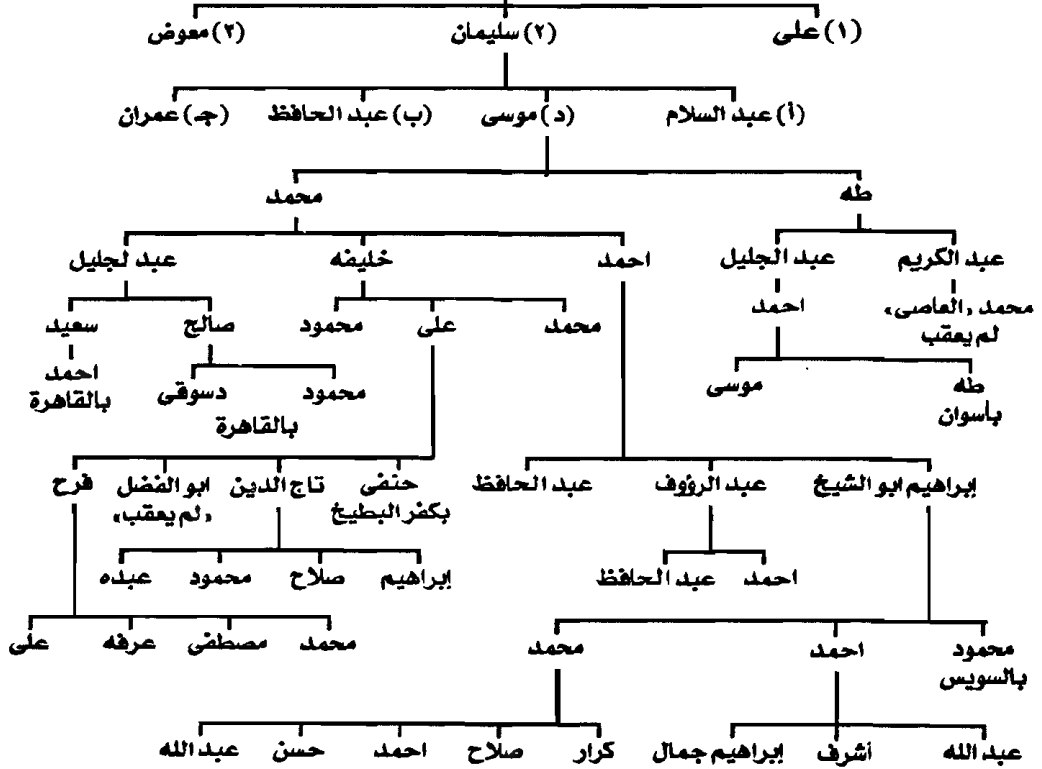 (١) على (٢) سليمان (٣) معوض
(أ) عبد السلام (د) موسى (ب) عبد الحافظ (جـ) عمران
طه محمد
عبد الكريم عبد الجليل احمد خليفه عبد لجليل
محمد «العاصى» احمد محمد على محمود صالح سعيد
لم يعقب
طه موسى محمود دسوقى احمد
بأسوان بالقاهرة بالقاهرة
إبراهيم ابو الشيخ عبد الرؤوف عبد الحافظ حنفى تاج الدين ابو الفضل فرح
بكفر البطيخ «لم يعقب»
احمد عبد الحافظ إبراهيم صلاح محمود عبده
محمود احمد محمد محمد مصطفى عرفه على
بالسويس
عبد الله أشرف إبراهيم جمال كرار صلاح احمد حسن عبد الله